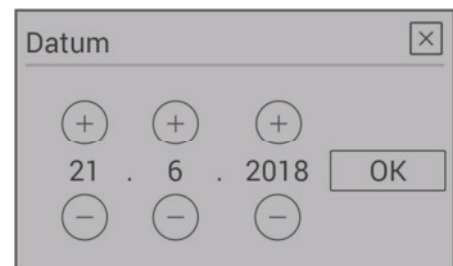 Datum ×
+ + +
21 . 6 . 2018 OK
− − −